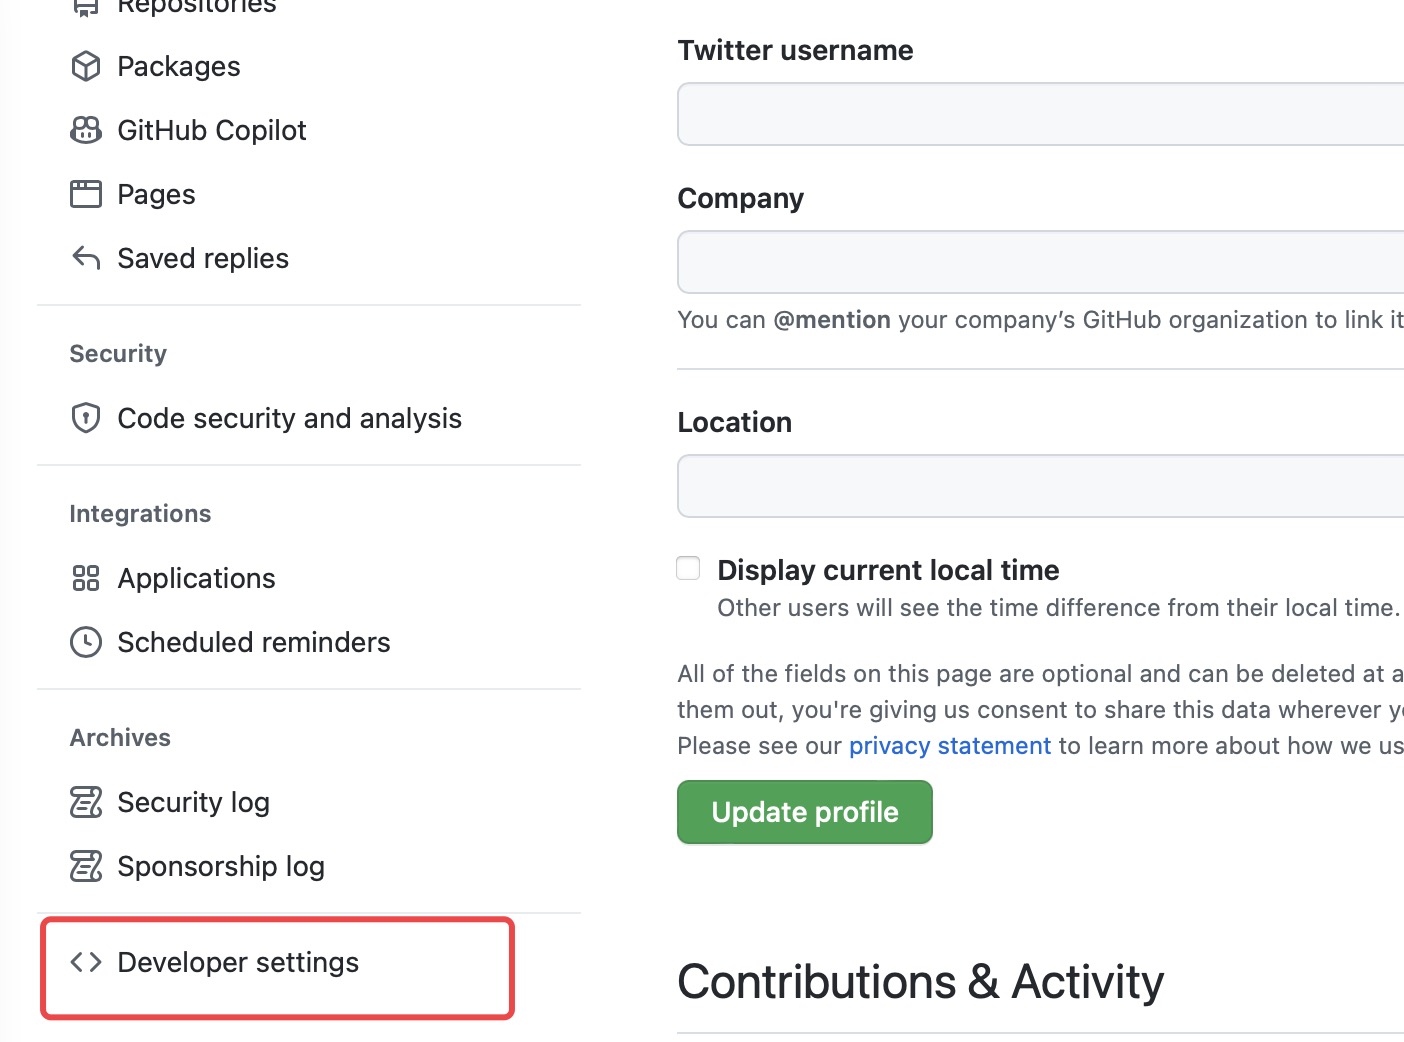 Repositories
Packages
GitHub Copilot
Pages
Saved replies
Security
Code security and analysis
Integrations
Applications
Scheduled reminders
Archives
Security log
Sponsorship log
Developer settings
Twitter username
Company
You can @mention your company’s GitHub organization to link it
Location
Display current local time
Other users will see the time difference from their local time.
All of the fields on this page are optional and can be deleted at
them out, you're giving us consent to share this data wherever
Please see our privacy statement to learn more about how we
Update profile
Contributions & Activity